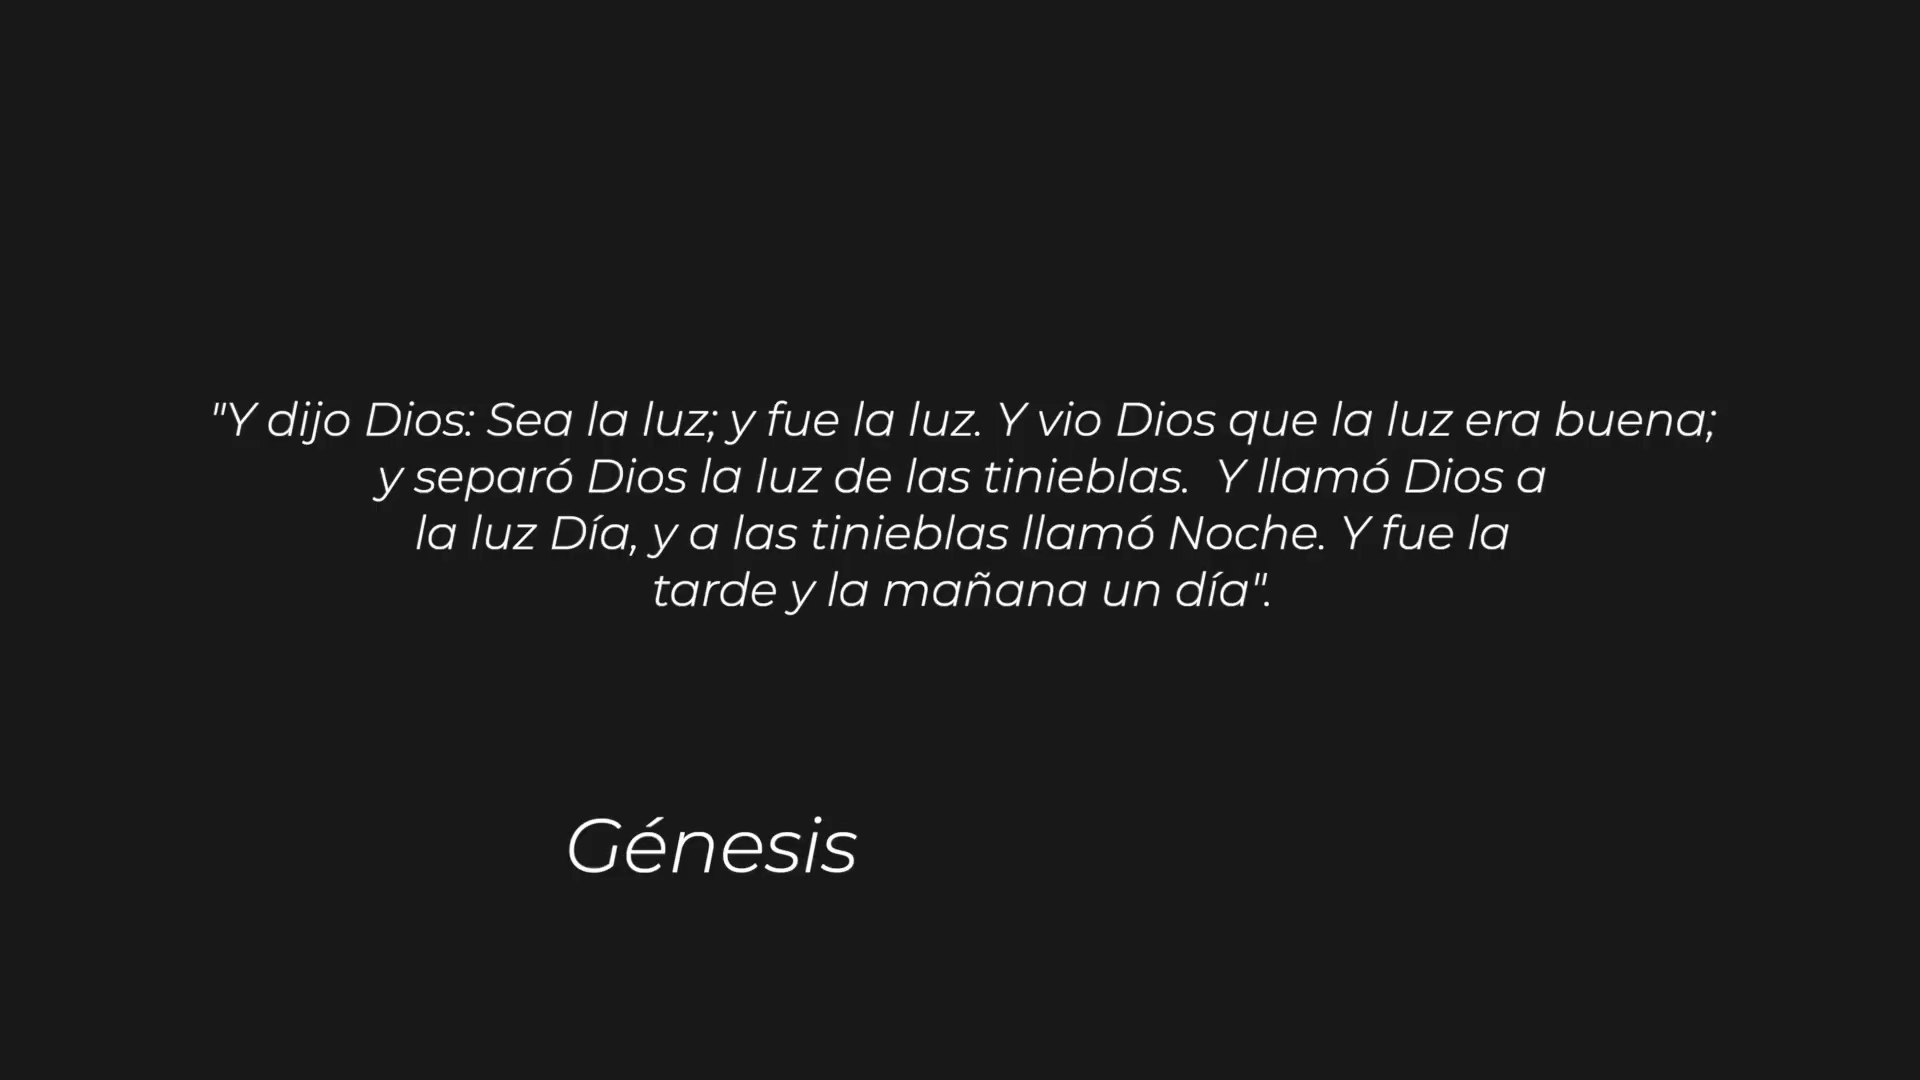 "Y dijo Dios: Sea la luz; y fue la luz. Y vio Dios que la luz era buena;
y separó Dios la luz de las tinieblas.  Y llamó Dios a
la luz Día, y a las tinieblas llamó Noche. Y fue la
tarde y la mañana un día".
Génesis